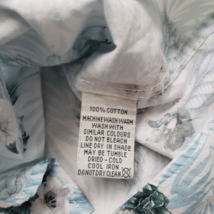 100% COTTON
MACHINE WASH WARM
WASH WITH
SIMILAR COLOURS
DO NOT BLEACH
LINE DRY IN SHADE
MAY BE TUMBLE
DRIED - COLD
COOL IRON
DO NOT DRY CLEAN